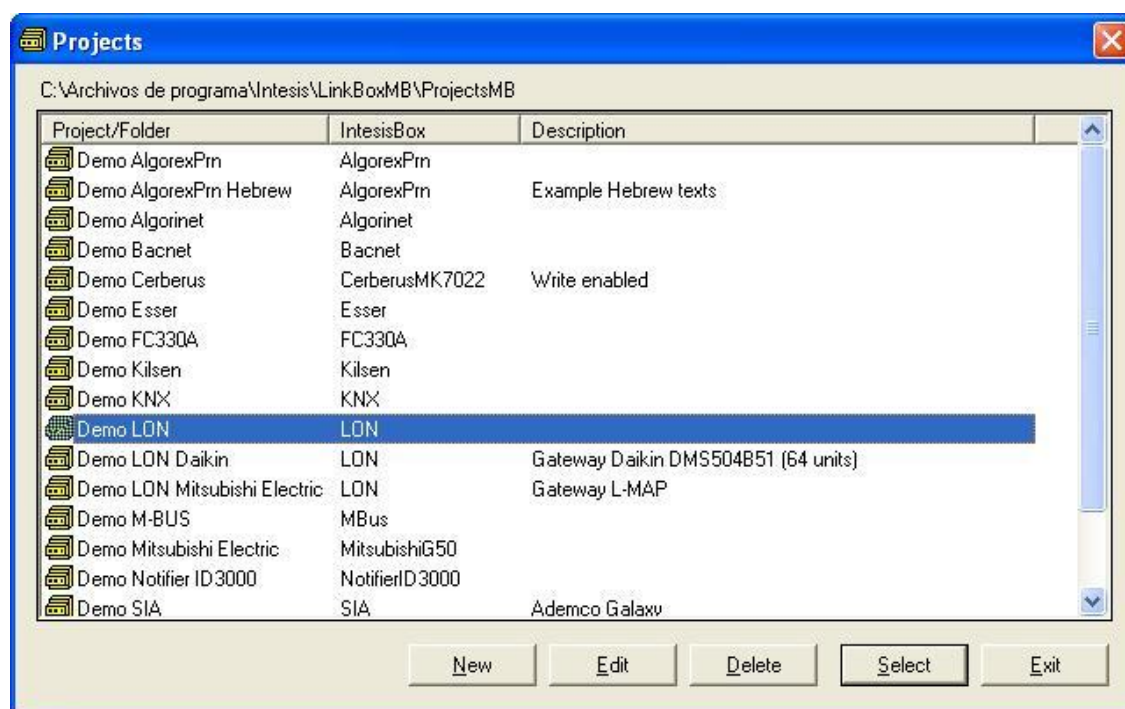 Projects
C:\Archivos de programa\Intesis\LinkBoxMB\ProjectsMB
Project/Folder IntesisBox Description
Demo AlgorexPrn AlgorexPrn
Demo AlgorexPrn Hebrew AlgorexPrn Example Hebrew texts
Demo Algorinet Algorinet
Demo Bacnet Bacnet
Demo Cerberus CerberusMK7022 Write enabled
Demo Esser Esser
Demo FC330A FC330A
Demo Kilsen Kilsen
Demo KNX KNX
Demo LON LON
Demo LON Daikin LON Gateway Daikin DMS504B51 (64 units)
Demo LON Mitsubishi Electric LON Gateway L-MAP
Demo M-BUS MBus
Demo Mitsubishi Electric MitsubishiG50
Demo Notifier ID3000 NotifierID3000
Demo SIA SIA Ademco Galaxy
New Edit Delete Select Exit